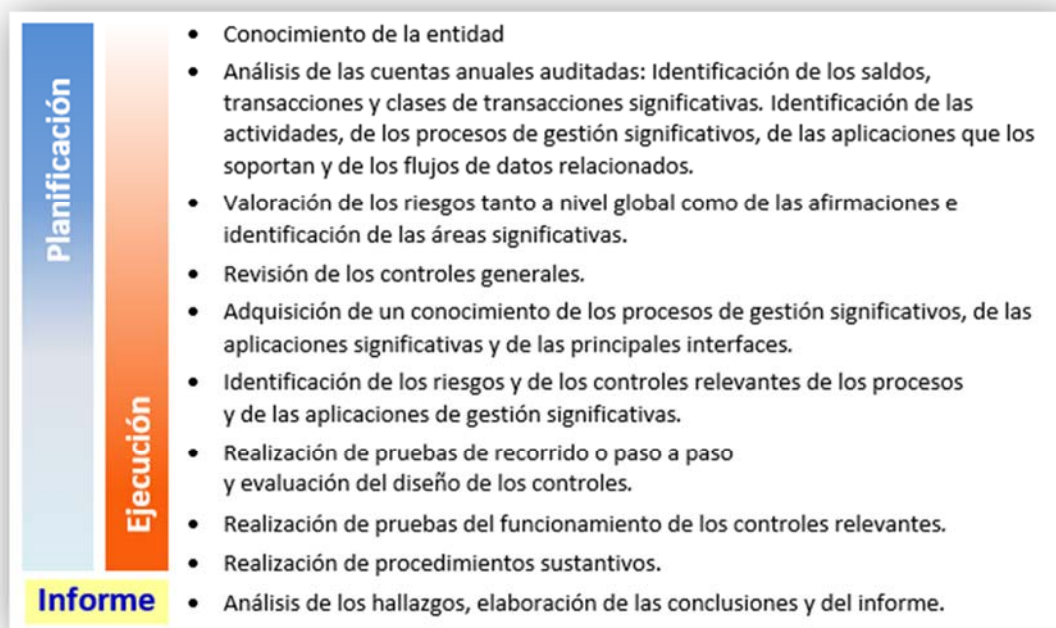 Planificación
Ejecución
• Conocimiento de la entidad
• Análisis de las cuentas anuales auditadas: Identificación de los saldos,
transacciones y clases de transacciones significativas. Identificación de las
actividades, de los procesos de gestión significativos, de las aplicaciones que los
soportan y de los flujos de datos relacionados.
• Valoración de los riesgos tanto a nivel global como de las afirmaciones e
identificación de las áreas significativas.
• Revisión de los controles generales.
• Adquisición de un conocimiento de los procesos de gestión significativos, de las
aplicaciones significativas y de las principales interfaces.
• Identificación de los riesgos y de los controles relevantes de los procesos
y de las aplicaciones de gestión significativas.
• Realización de pruebas de recorrido o paso a paso
y evaluación del diseño de los controles.
• Realización de pruebas del funcionamiento de los controles relevantes.
• Realización de procedimientos sustantivos.
Informe
• Análisis de los hallazgos, elaboración de las conclusiones y del informe.